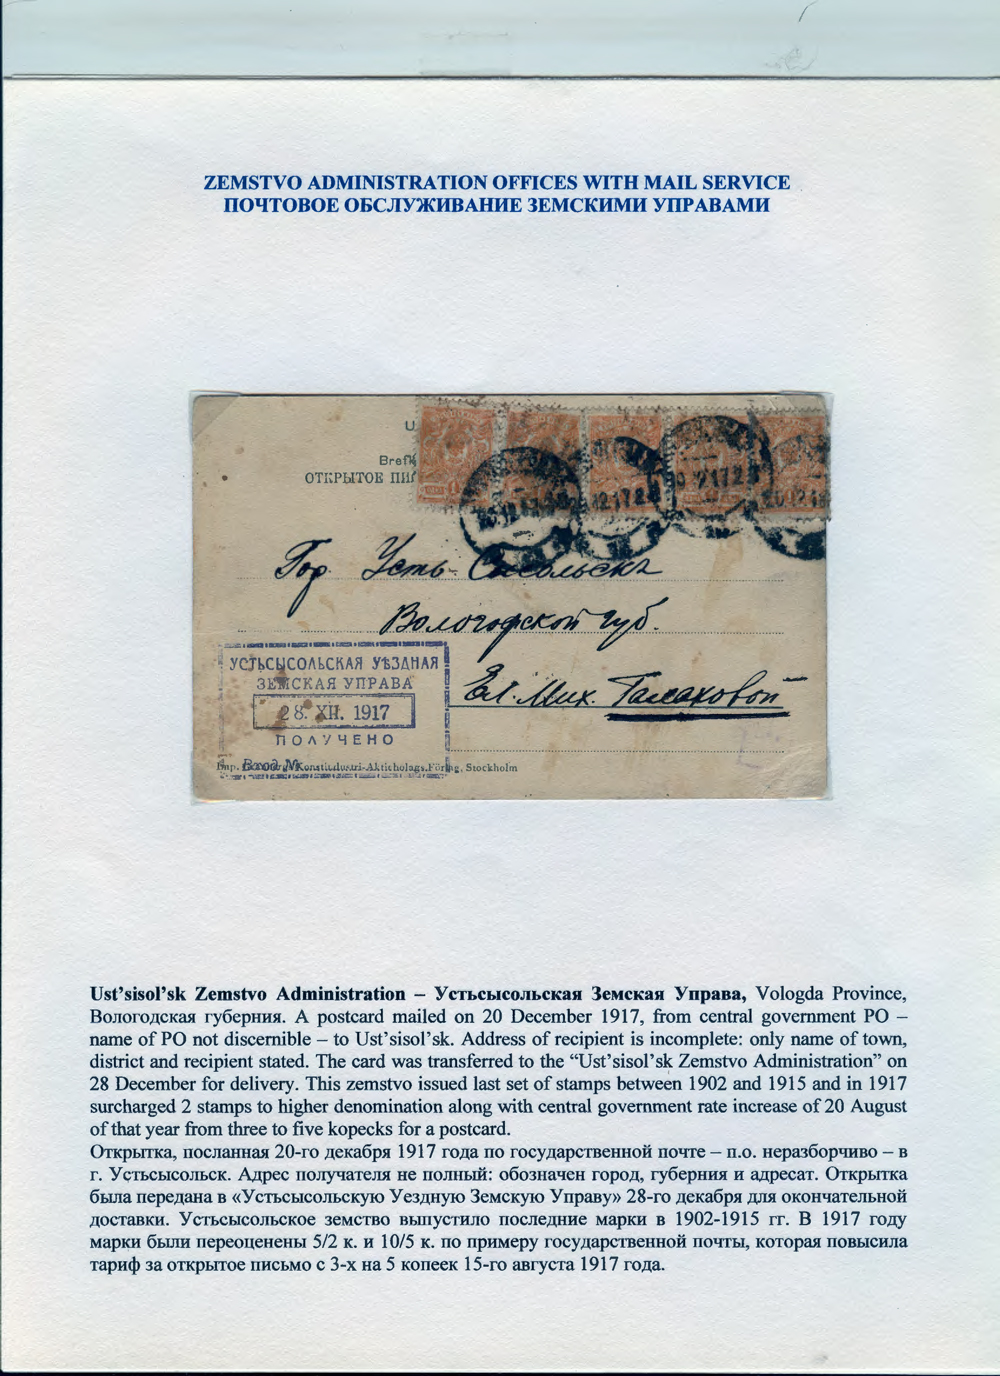 ZEMSTVO ADMINISTRATION OFFICES WITH MAIL SERVICE
ПОЧТОВОЕ ОБСЛУЖИВАНИЕ ЗЕМСКИМИ УПРАВАМИ
U
Brefk
ОТКРЫТОЕ ПИ
Гор. Усть-Сысольскъ
Вологодской губ.
Ел. Мих.
УСТЬСЫСОЛЬСКАЯ УѢЗДНАЯ
ЗЕМСКАЯ УПРАВА
28. XII. 1917
ПОЛУЧЕНО
Вход №
Imp. Konstindustri-Aktiebolags Förlag, Stockholm
Ust’sisol’sk Zemstvo Administration – Устьсысольская Земская Управа, Vologda Province,
Вологодская губерния. A postcard mailed on 20 December 1917, from central government PO –
name of PO not discernible – to Ust’sisol’sk. Address of recipient is incomplete: only name of town,
district and recipient stated. The card was transferred to the “Ust’sisol’sk Zemstvo Administration” on
28 December for delivery. This zemstvo issued last set of stamps between 1902 and 1915 and in 1917
surcharged 2 stamps to higher denomination along with central government rate increase of 20 August
of that year from three to five kopecks for a postcard.
Открытка, посланная 20-го декабря 1917 года по государственной почте – п.о. неразборчиво – в
г. Устьсысольск. Адрес получателя не полный: обозначен город, губерния и адресат. Открытка
была передана в «Устьсысольскую Уездную Земскую Управу» 28-го декабря для окончательной
доставки. Устьсысольское земство выпустило последние марки в 1902-1915 гг. В 1917 году
марки были переоценены 5/2 к. и 10/5 к. по примеру государственной почты, которая повысила
тариф за открытое письмо с 3-х на 5 копеек 15-го августа 1917 года.